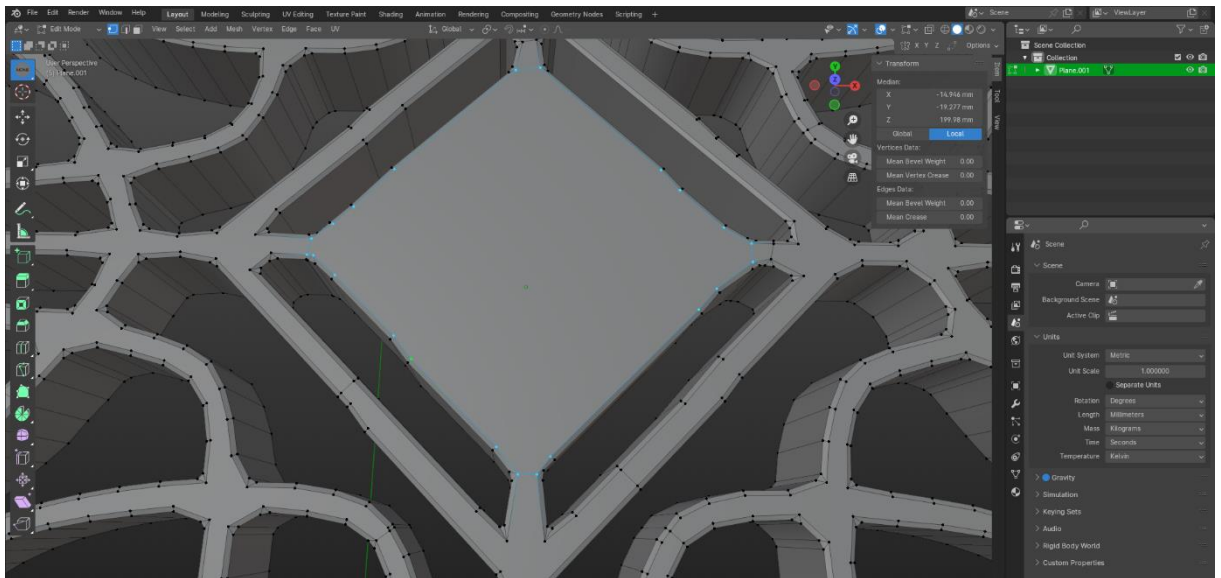 File Edit Render Window Help Layout Modeling Sculpting UV Editing Texture Paint Shading Animation Rendering Compositing Geometry Nodes Scripting + Scene ViewLayer
Edit Mode View Select Add Mesh Vertex Edge Face UV Global
X Y Z Options
User Perspective
Plane.001
Transform
Median:
X -14.946 mm
Y -19.277 mm
Z 199.98 mm
Global Local
Vertices Data:
Mean Bevel Weight 0.00
Mean Vertex Crease 0.00
Edges Data:
Mean Bevel Weight 0.00
Mean Crease 0.00
Item
Tool
View
Y
Z
X
Scene Collection
Collection
Plane.001
Scene
Scene
Camera
Background Scene
Active Clip
Units
Unit System Metric
Unit Scale 1.000000
Separate Units
Rotation Degrees
Length Millimeters
Mass Kilograms
Time Seconds
Temperature Kelvin
Gravity
Simulation
Keying Sets
Audio
Rigid Body World
Custom Properties